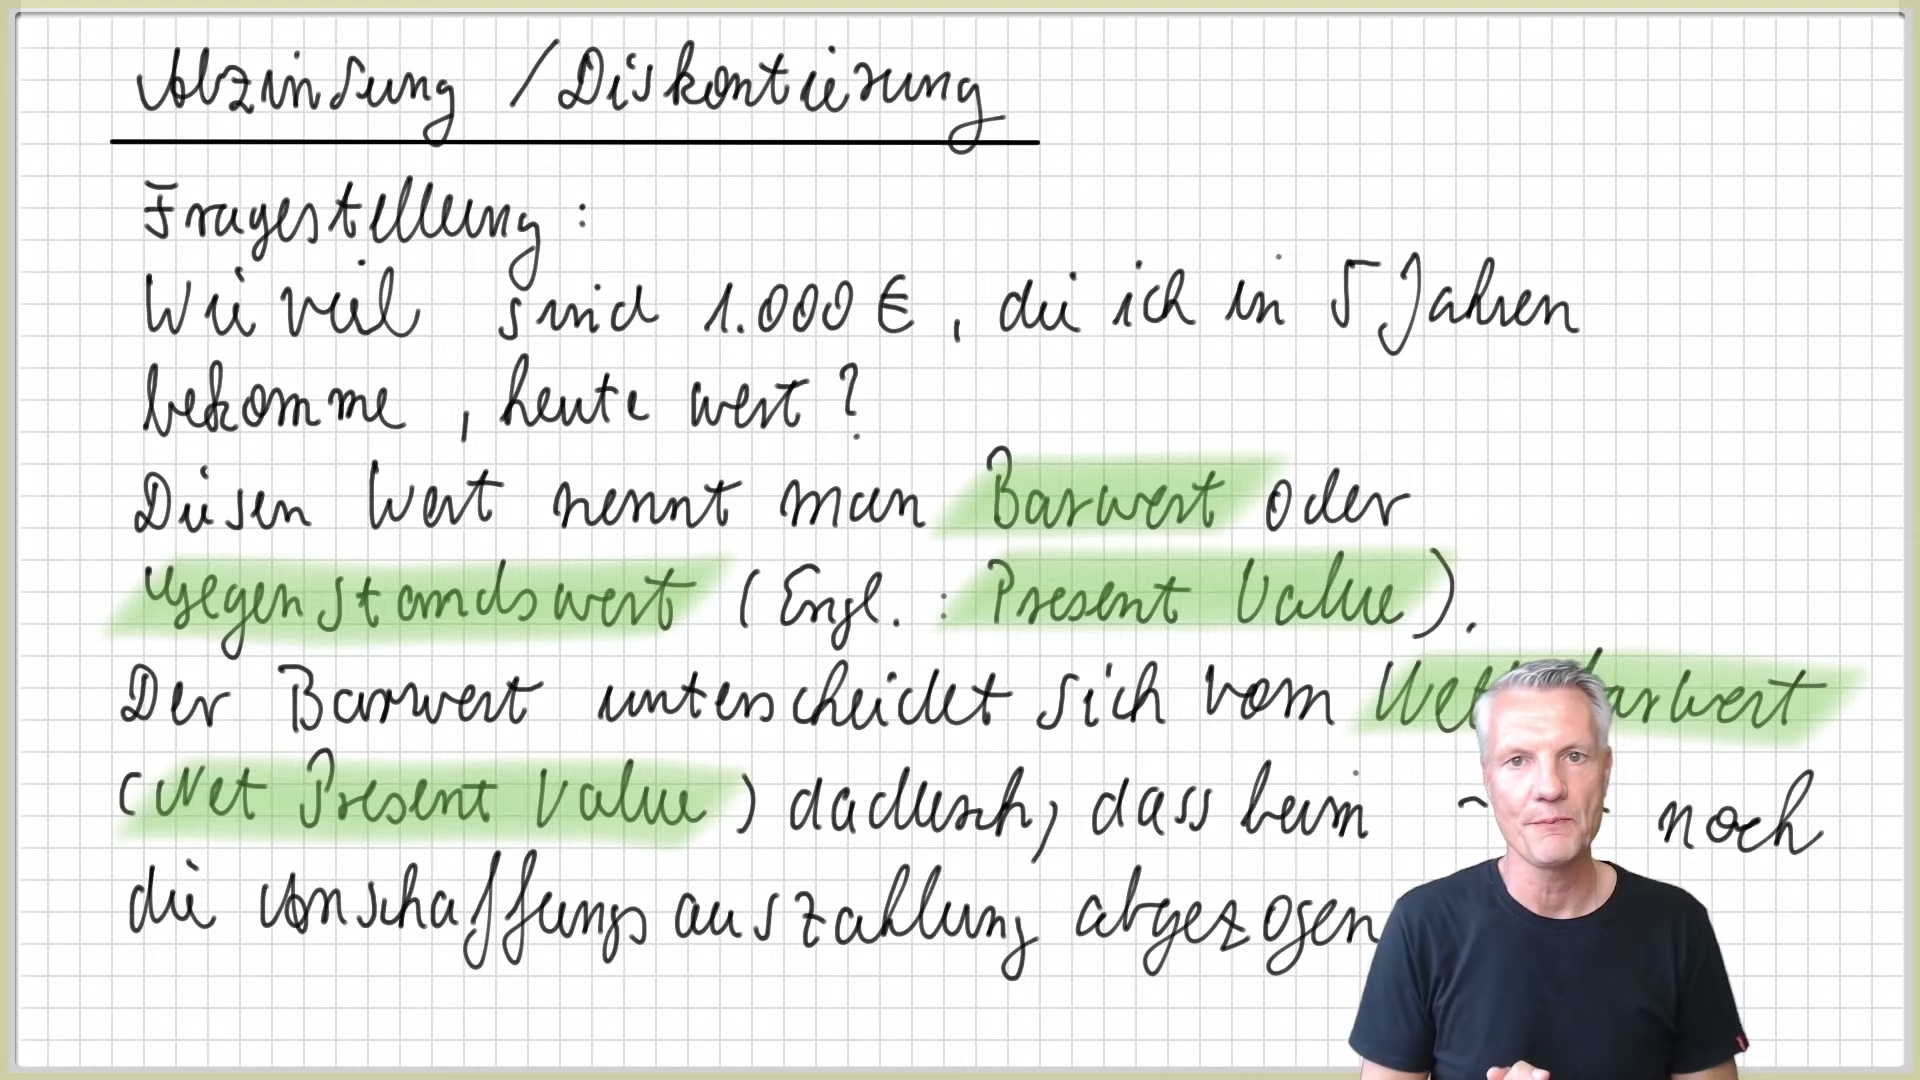 Abzinsung / Diskontierung
Fragestellung:
Wie viel sind 1.000 €, die ich in 5 Jahren
bekomme, heute wert?
Diesen Wert nennt man Barwert oder
Gegenstandswert (Engl.: Present Value).
Der Barwert unterscheidet sich vom
(Net Present Value) dadurch, dass beim noch
die Anschaffungsauszahlung abgezogen